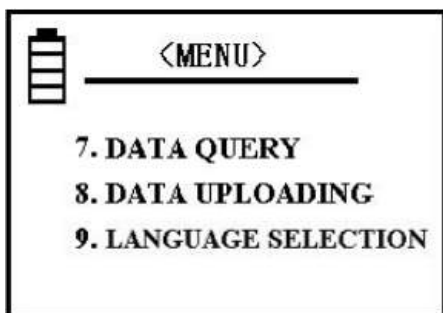 <MENU>
7. DATA QUERY
8. DATA UPLOADING
9. LANGUAGE SELECTION